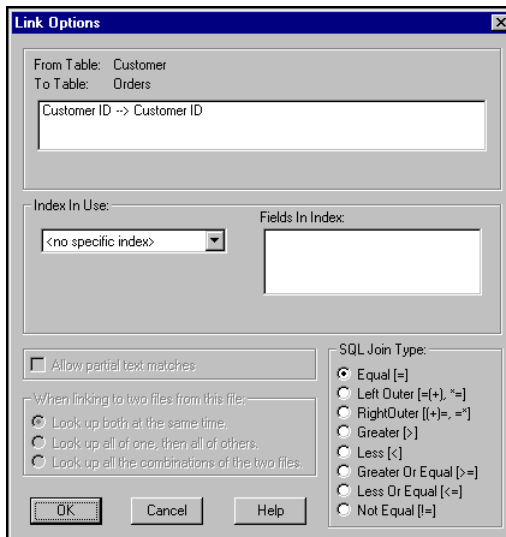 Link Options
From Table: Customer
To Table: Orders
Customer ID --> Customer ID
Index In Use:
Fields In Index:
<no specific index>
Allow partial text matches
When linking to two files from this file:
Look up both at the same time.
Look up all of one, then all of others.
Look up all the combinations of the two files.
SQL Join Type:
Equal [=]
Left Outer [=(+), *=]
RightOuter [(+)=, =*]
Greater [>]
Less [<]
Greater Or Equal [>=]
Less Or Equal [<=]
Not Equal [!=]
OK Cancel Help